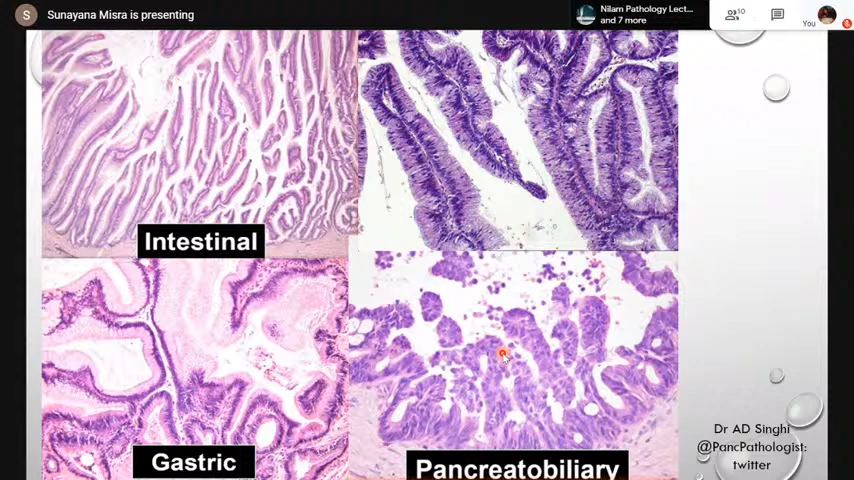 S
Sunayana Misra is presenting
Nilam Pathology Lect...
and 7 more
10
You
Intestinal
Gastric
Pancreatobiliary
Dr AD Singhi
@PancPathologist:
twitter